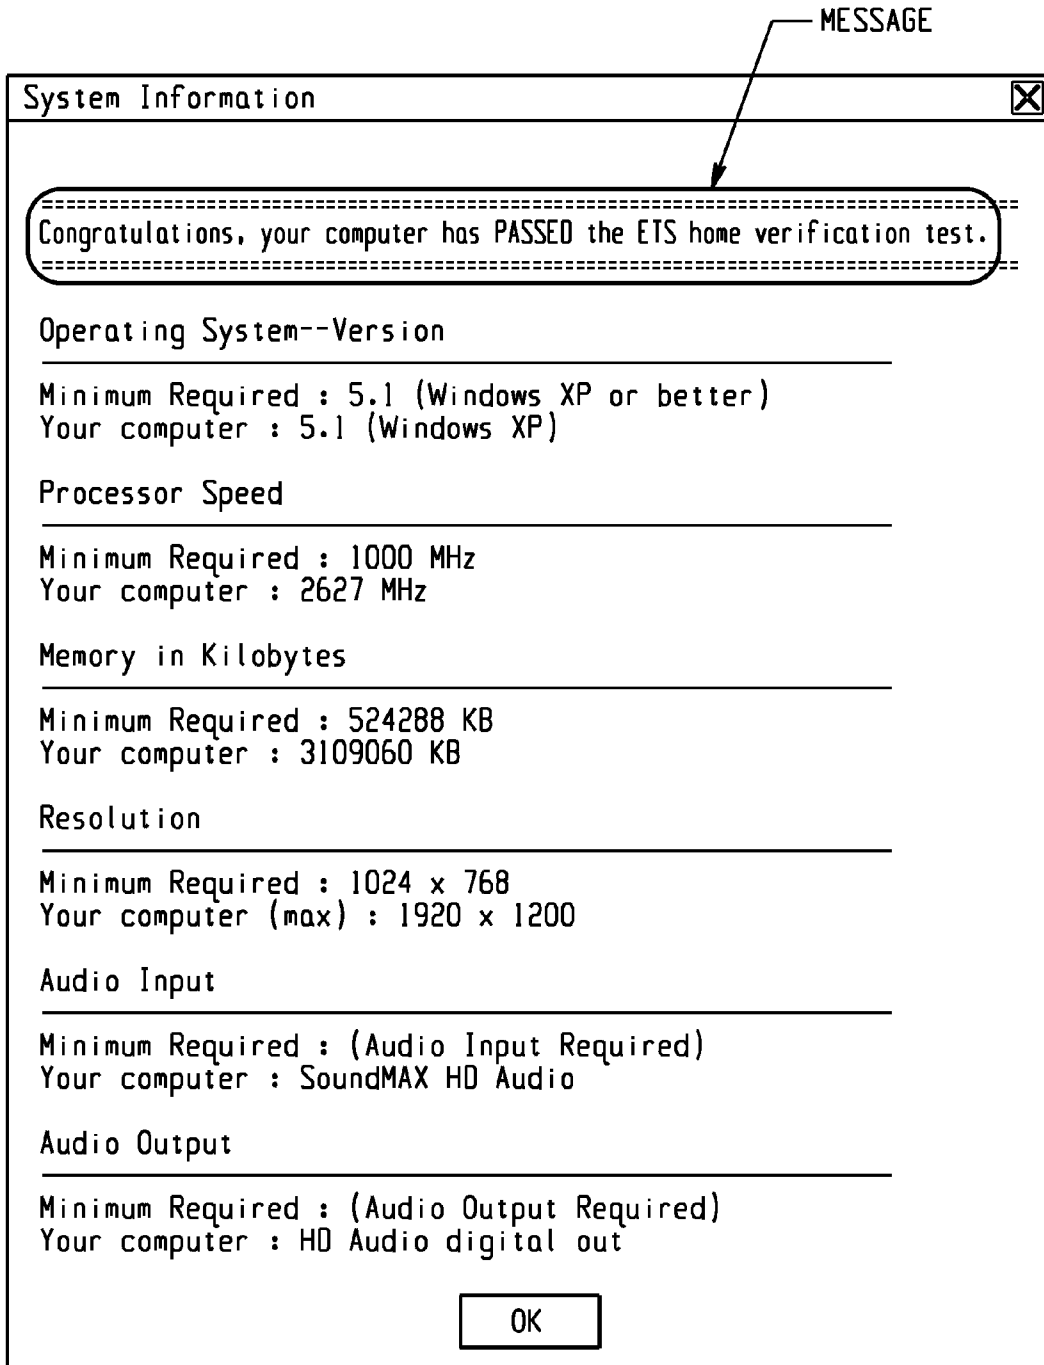 MESSAGE
System Information
Congratulations, your computer has PASSED the ETS home verification test.
Operating System--Version
Minimum Required : 5.1 (Windows XP or better)
Your computer : 5.1 (Windows XP)
Processor Speed
Minimum Required : 1000 MHz
Your computer : 2627 MHz
Memory in Kilobytes
Minimum Required : 524288 KB
Your computer : 3109060 KB
Resolution
Minimum Required : 1024 x 768
Your computer (max) : 1920 x 1200
Audio Input
Minimum Required : (Audio Input Required)
Your computer : SoundMAX HD Audio
Audio Output
Minimum Required : (Audio Output Required)
Your computer : HD Audio digital out
OK